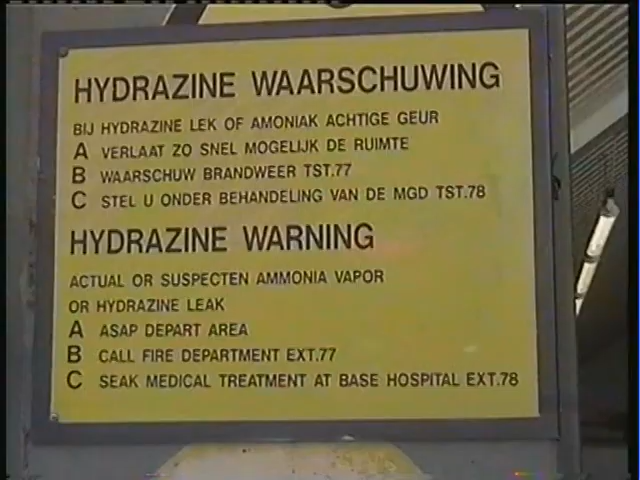 HYDRAZINE WAARSCHUWING
BIJ HYDRAZINE LEK OF AMONIAK ACHTIGE GEUR
A VERLAAT ZO SNEL MOGELIJK DE RUIMTE
B WAARSCHUW BRANDWEER TST.77
C STEL U ONDER BEHANDELING VAN DE MGD TST.78
HYDRAZINE WARNING
ACTUAL OR SUSPECTEN AMMONIA VAPOR
OR HYDRAZINE LEAK
A ASAP DEPART AREA
B CALL FIRE DEPARTMENT EXT.77
C SEAK MEDICAL TREATMENT AT BASE HOSPITAL EXT.78